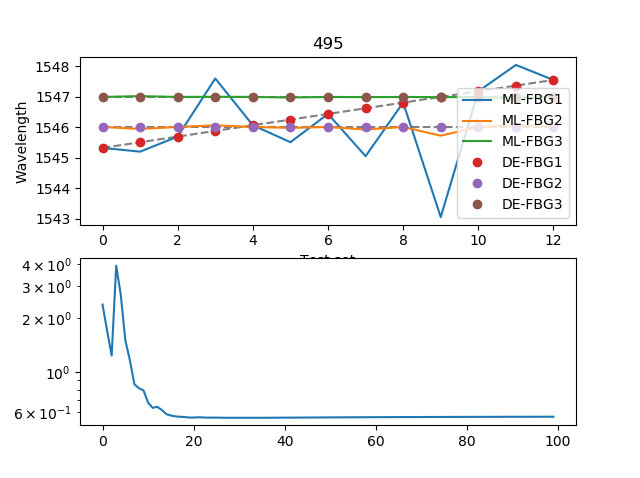 495
Wavelength
1548
1547
1546
1545
1544
1543
ML-FBG1
ML-FBG2
ML-FBG3
DE-FBG1
DE-FBG2
DE-FBG3
0 2 4 6 8 10 12
Test set
4 × 10⁰
3 × 10⁰
2 × 10⁰
10⁰
6 × 10⁻¹
0 20 40 60 80 100